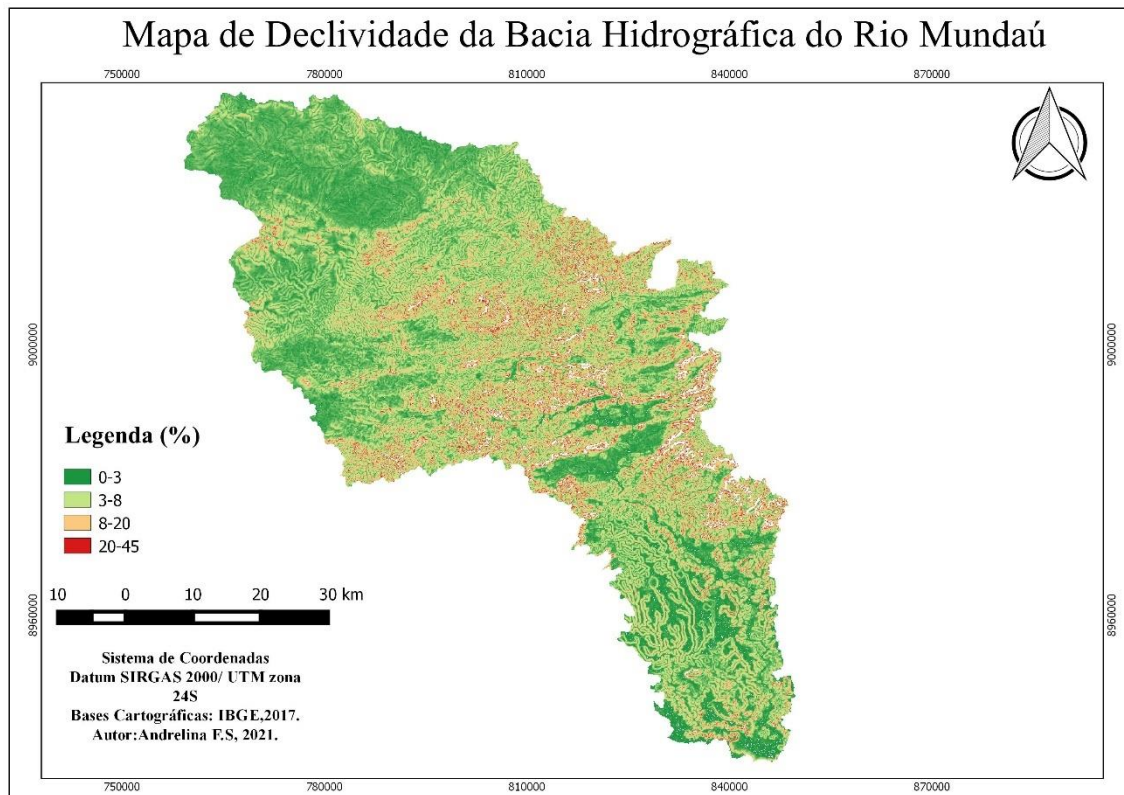 Mapa de Declividade da Bacia Hidrográfica do Rio Mundaú
750000 780000 810000 840000 870000
9000000 9000000
Legenda (%)
0-3
3-8
8-20
20-45
10 0 10 20 30 km
8960000 8960000
Sistema de Coordenadas
Datum SIRGAS 2000/ UTM zona
24S
Bases Cartográficas: IBGE,2017.
Autor:Andrelina F.S, 2021.
750000 780000 810000 840000 870000